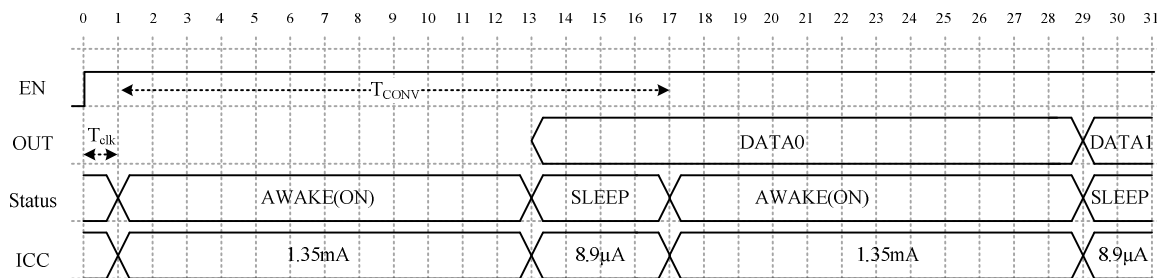 0 1 2 3 4 5 6 7 8 9 10 11 12 13 14 15 16 17 18 19 20 21 22 23 24 25 26 27 28 29 31
EN TCONV
OUT Tclk DATA0 DATA1
Status AWAKE(ON) SLEEP AWAKE(ON) SLEEP
ICC 1.35mA 8.9μA 1.35mA 8.9μA